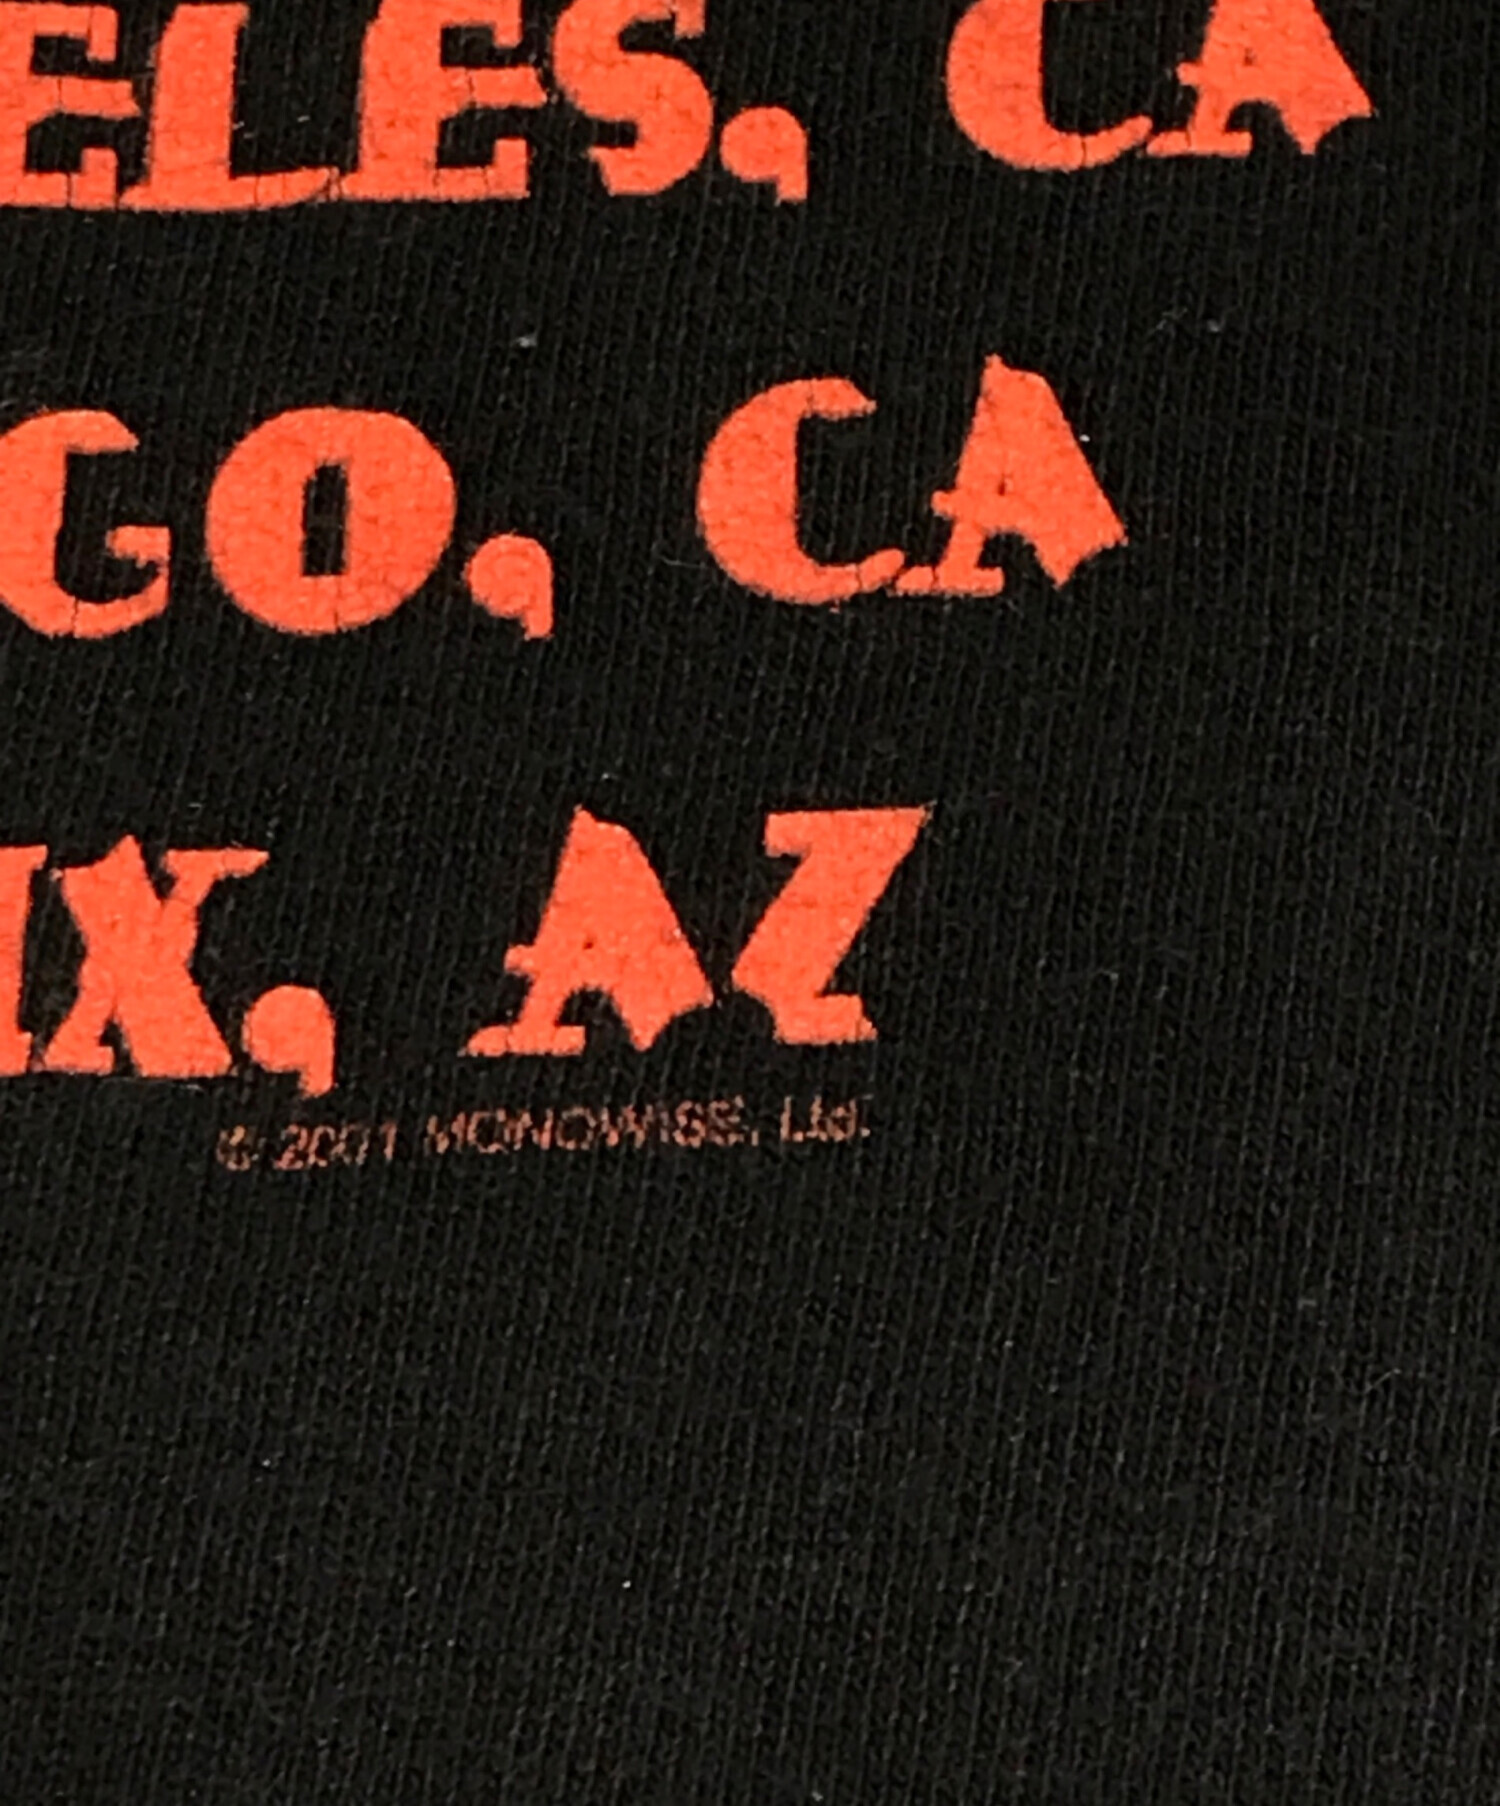 ELES, CA
GO, CA
IX, AZ
© 2001 MONOWISE, Ltd.